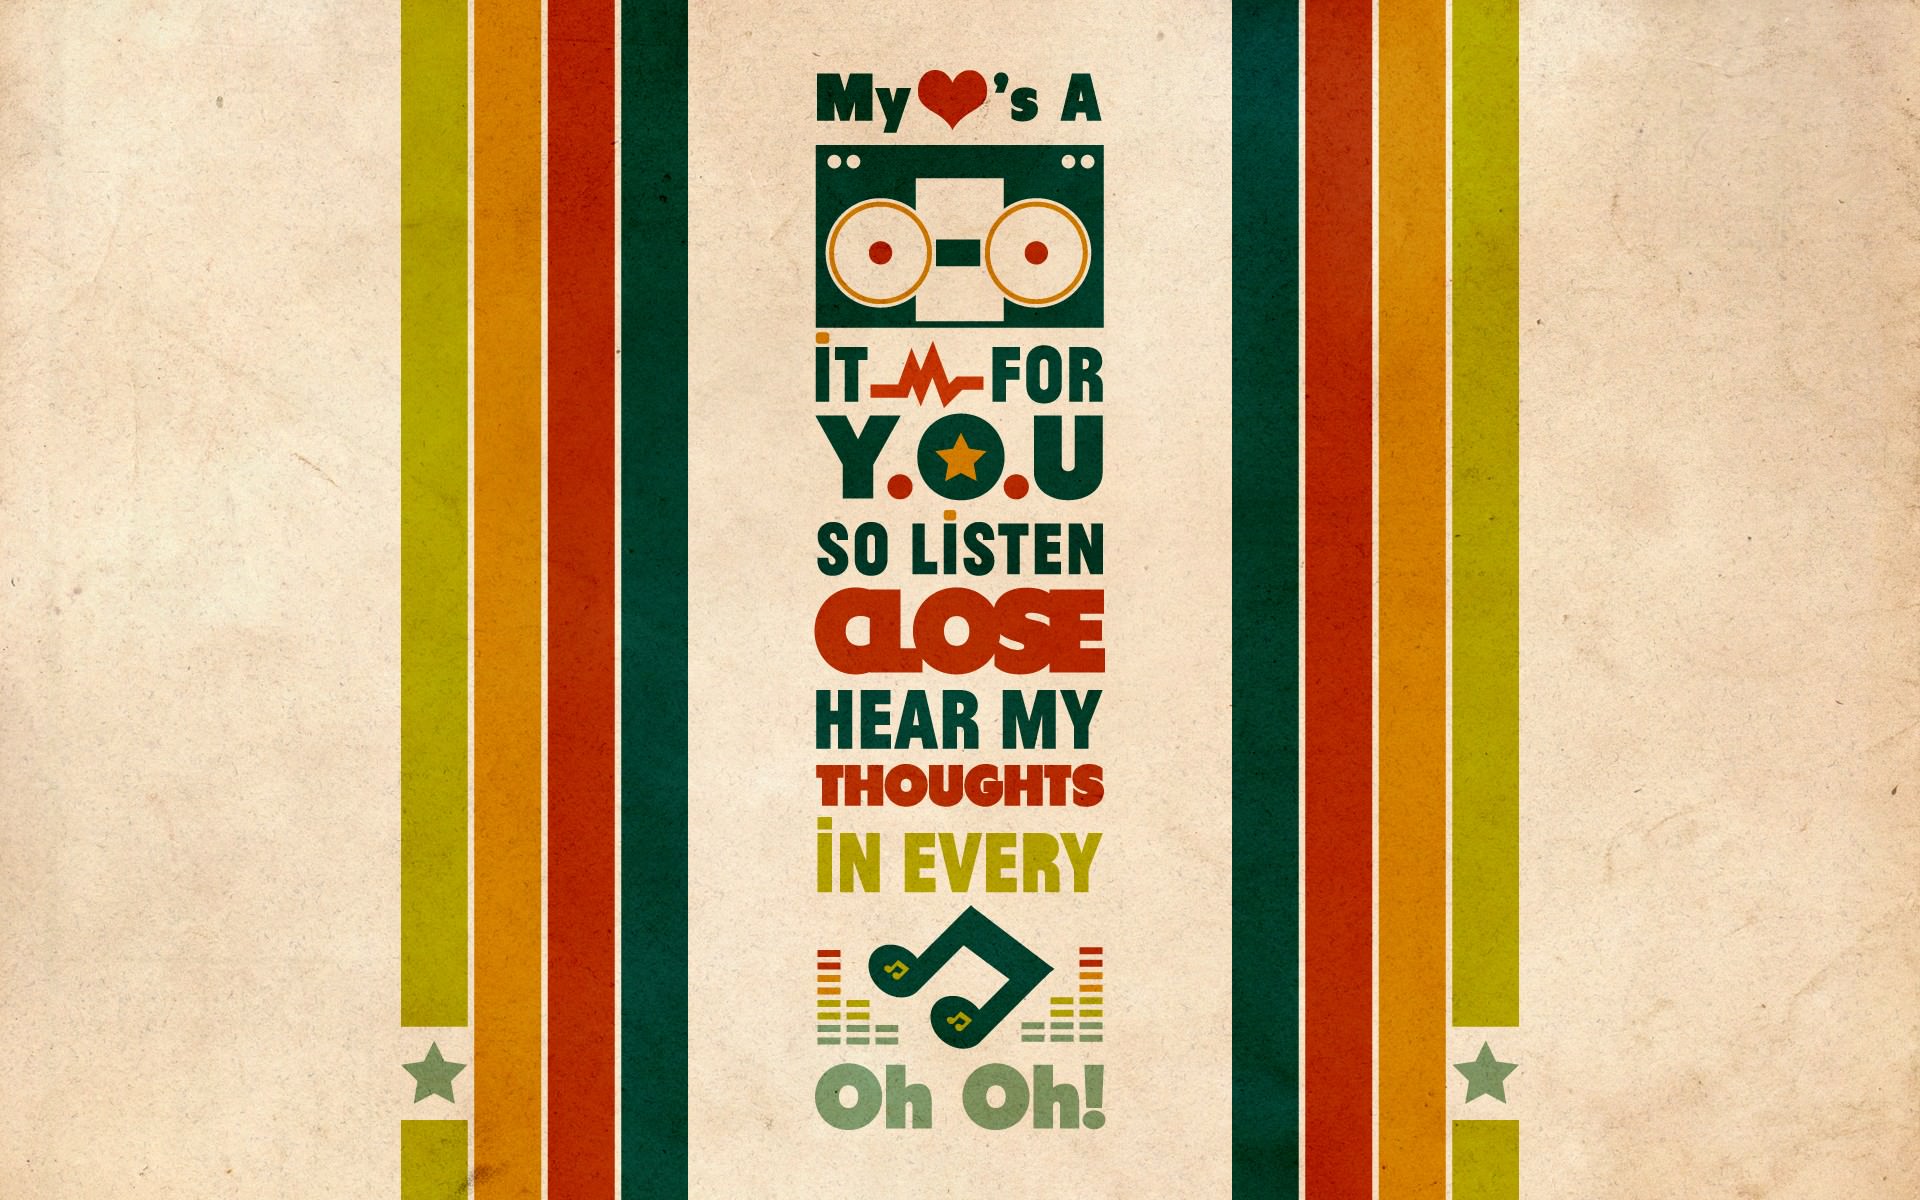 My ❤'s A
iT FOR
Y.O.U
SO LiSTEN
CLOSE
HEAR MY
THOUGHTS
iN EVERY
Oh Oh!